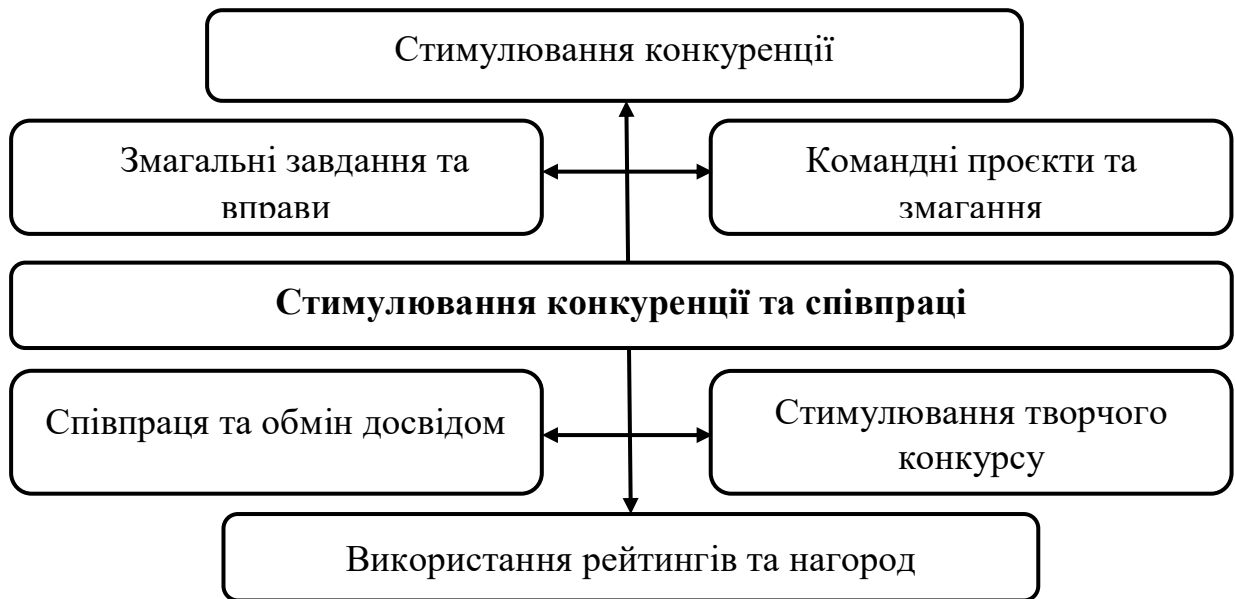 Стимулювання конкуренції
Змагальні завдання та
вправи
Командні проєкти та
змагання
Стимулювання конкуренції та співпраці
Співпраця та обмін досвідом
Стимулювання творчого
конкурсу
Використання рейтингів та нагород